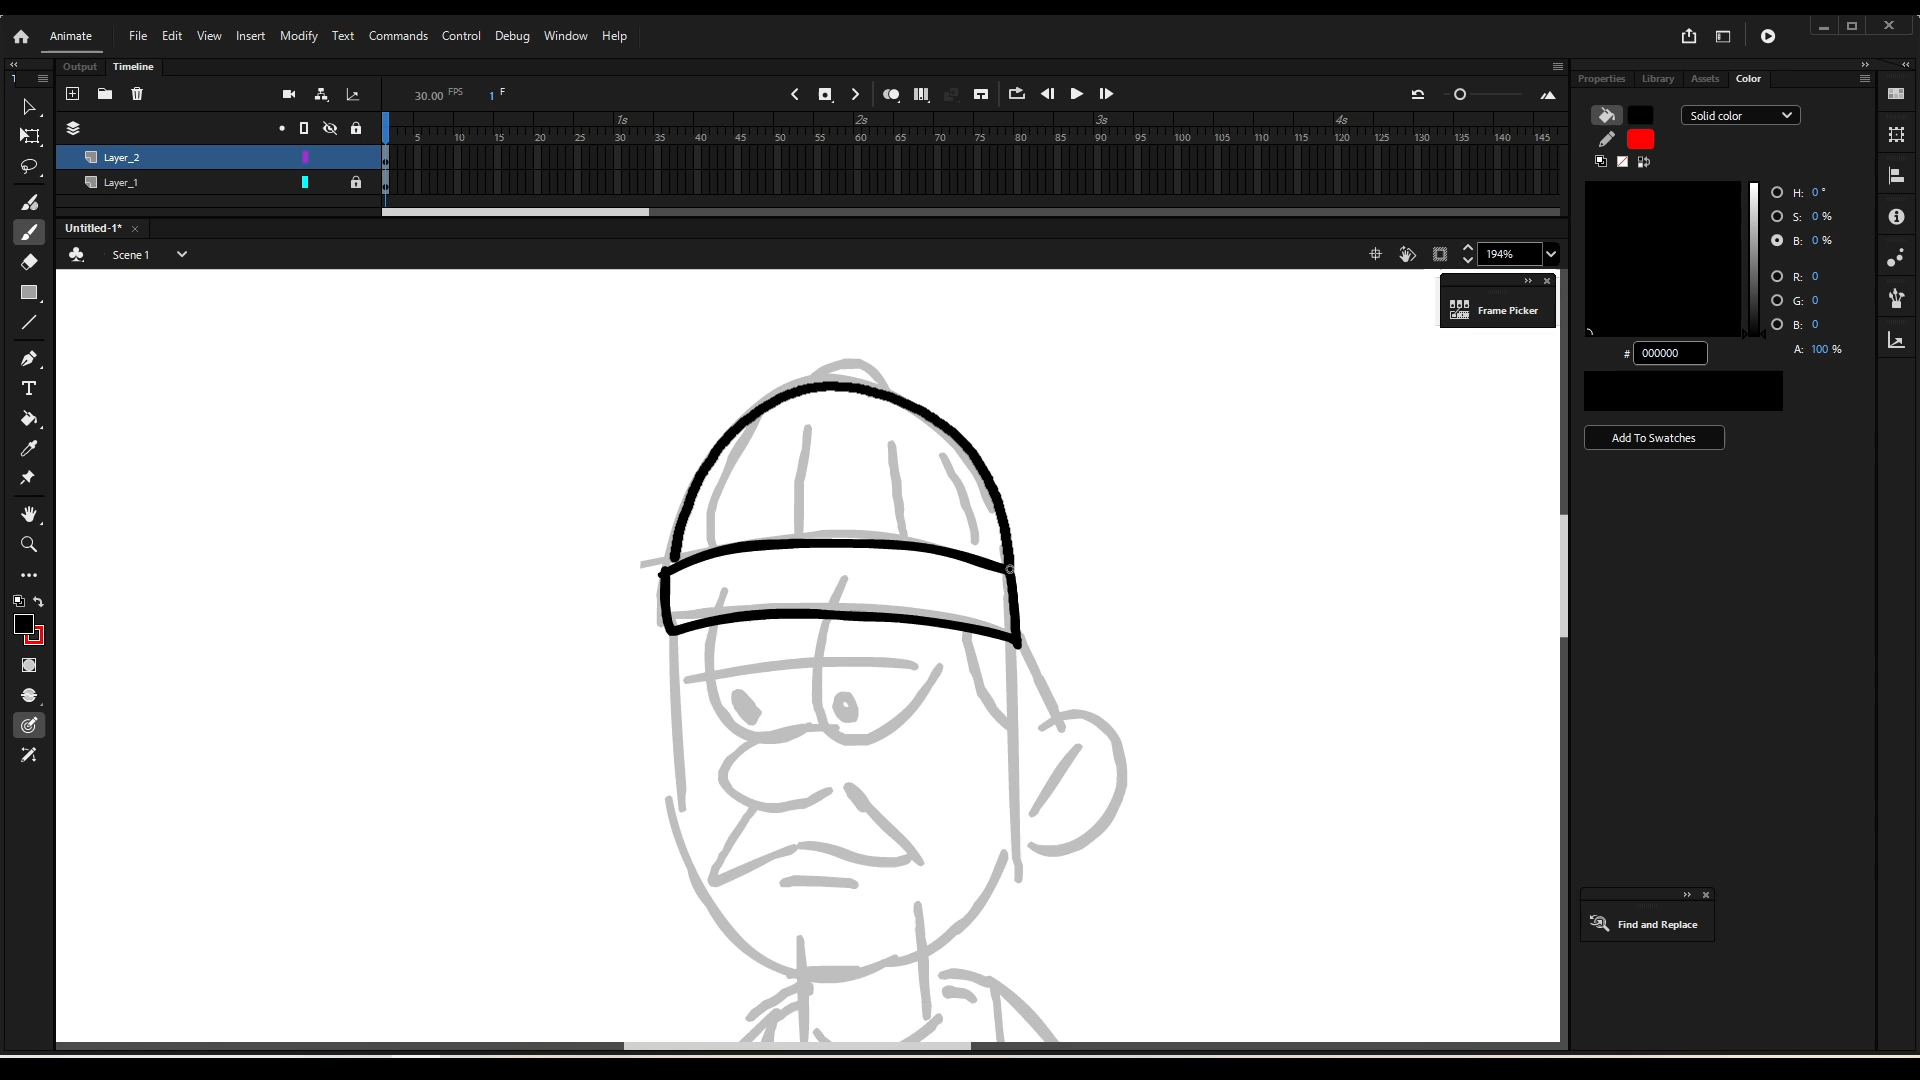 Animate File Edit View Insert Modify Text Commands Control Debug Window Help
Output Timeline
Properties Library Assets Color
30.00 FPS 1 F
Solid color
1s 2s 3s 4s
5 10 15 20 25 30 35 40 45 50 55 60 65 70 75 80 85 90 95 100 105 110 115 120 125 130 135 140 145
Layer_2
Layer_1
H: 0 °
S: 0 %
B: 0 %
Untitled-1*
Scene 1
194%
R: 0
G: 0
B: 0
A: 100 %
# 000000
Frame Picker
Add To Swatches
Find and Replace